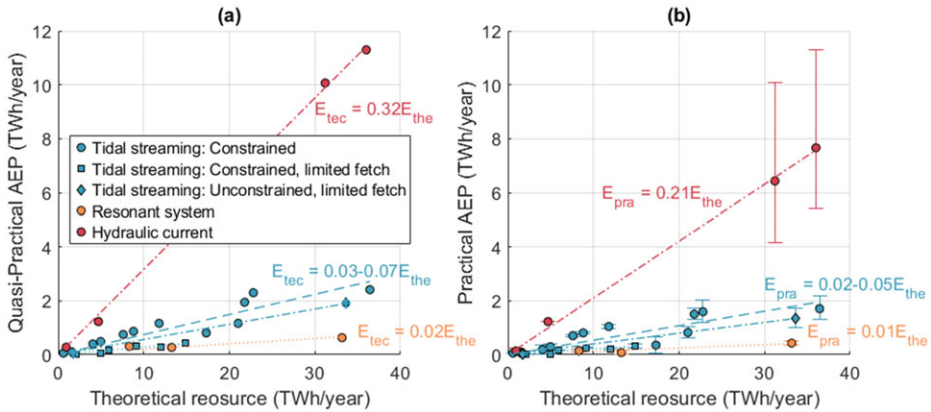 (a)
Quasi-Practical AEP (TWh/year)
12
10
8
6
4
2
0
E_tec = 0.32E_the
Tidal streaming: Constrained
Tidal streaming: Constrained, limited fetch
Tidal streaming: Unconstrained, limited fetch
Resonant system
Hydraulic current
E_tec = 0.03-0.07E_the
E_tec = 0.02E_the
0
10
20
30
40
Theoretical reosurce (TWh/year)
(b)
Practical AEP (TWh/year)
12
10
8
6
4
2
0
E_pra = 0.21E_the
E_pra = 0.02-0.05E_the
E_pra = 0.01E_the
0
10
20
30
40
Theoretical resource (TWh/year)